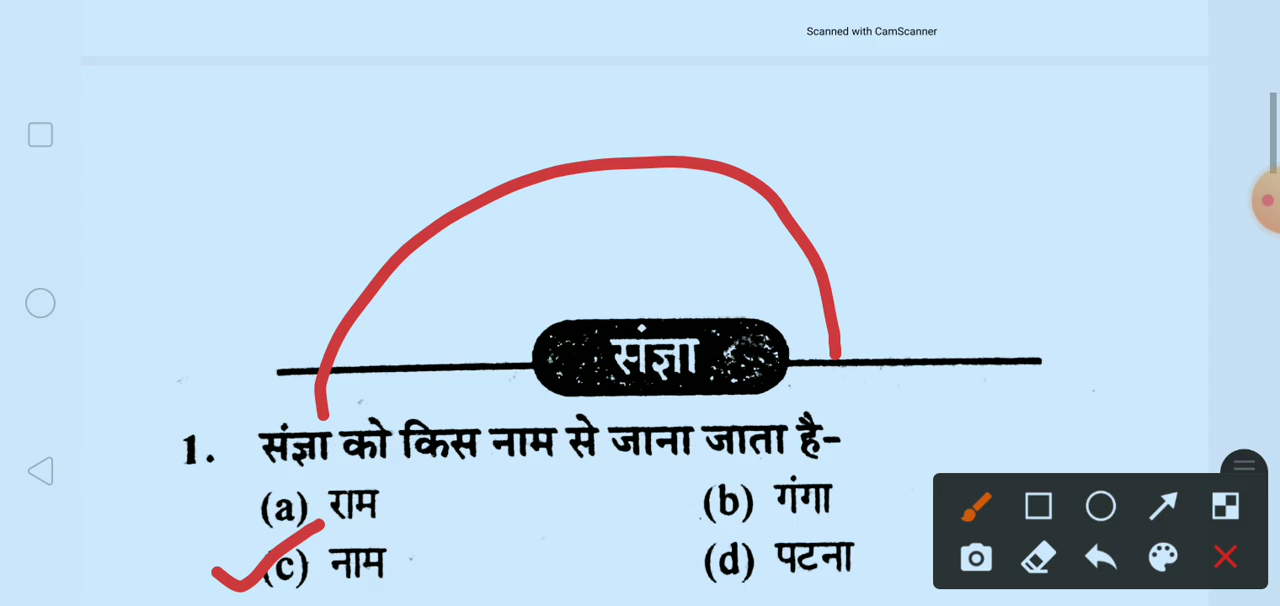 Scanned with CamScanner
संज्ञा
1. संज्ञा को किस नाम से जाना जाता है-
(a) राम (b) गंगा
(c) नाम (d) पटना